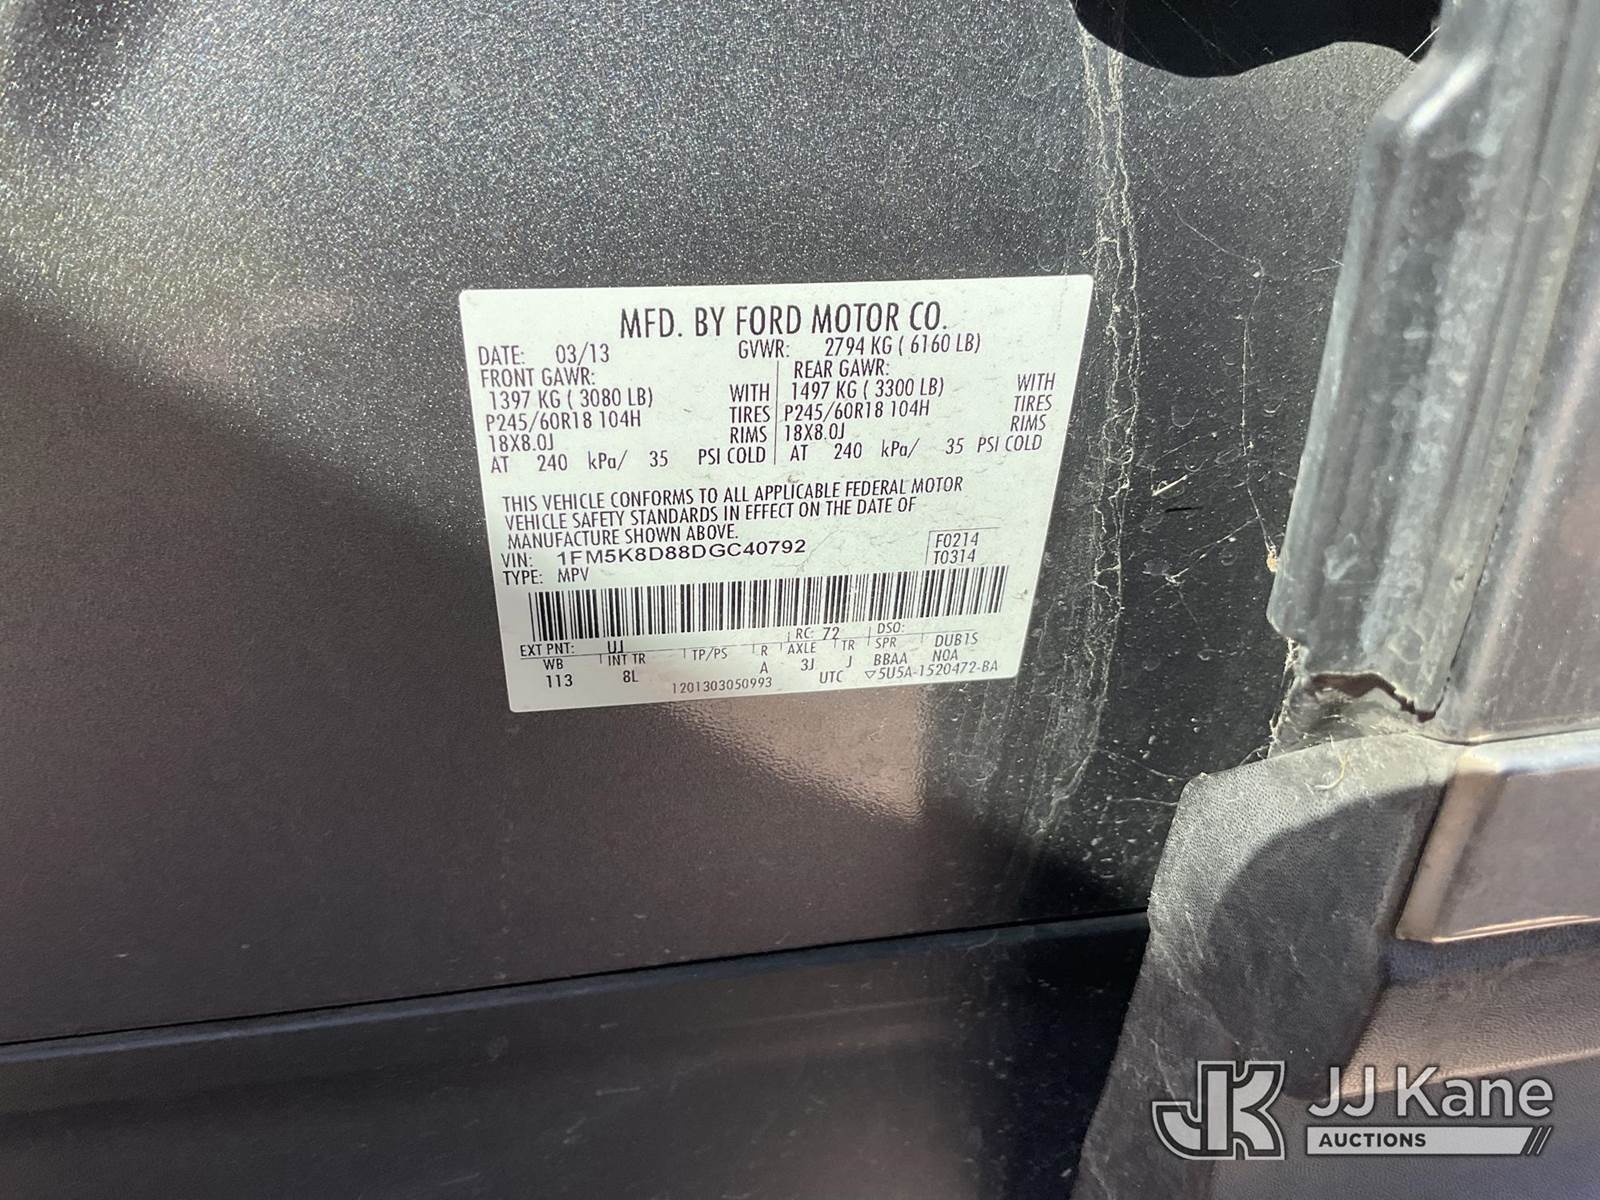 MFD. BY FORD MOTOR CO.
DATE: 03/13 GVWR: 2794 KG ( 6160 LB)
FRONT GAWR: REAR GAWR:
1397 KG ( 3080 LB) WITH 1497 KG ( 3300 LB) WITH
P245/60R18 104H TIRES P245/60R18 104H TIRES
18X8.0J RIMS 18X8.0J RIMS
AT 240 kPa/ 35 PSI COLD AT 240 kPa/ 35 PSI COLD
THIS VEHICLE CONFORMS TO ALL APPLICABLE FEDERAL MOTOR
VEHICLE SAFETY STANDARDS IN EFFECT ON THE DATE OF
MANUFACTURE SHOWN ABOVE.
VIN: 1FM5K8D88DGC40792 F0214
TYPE: MPV T0314
EXT PNT: UJ RC: 72 DSO:
WB INT TR TP/PS R AXLE TR SPR DUB1S
113 8L A 3J J BBAA NOA
1201303050993 UTC ▽5U5A-1520472-BA
JK JJ Kane
AUCTIONS